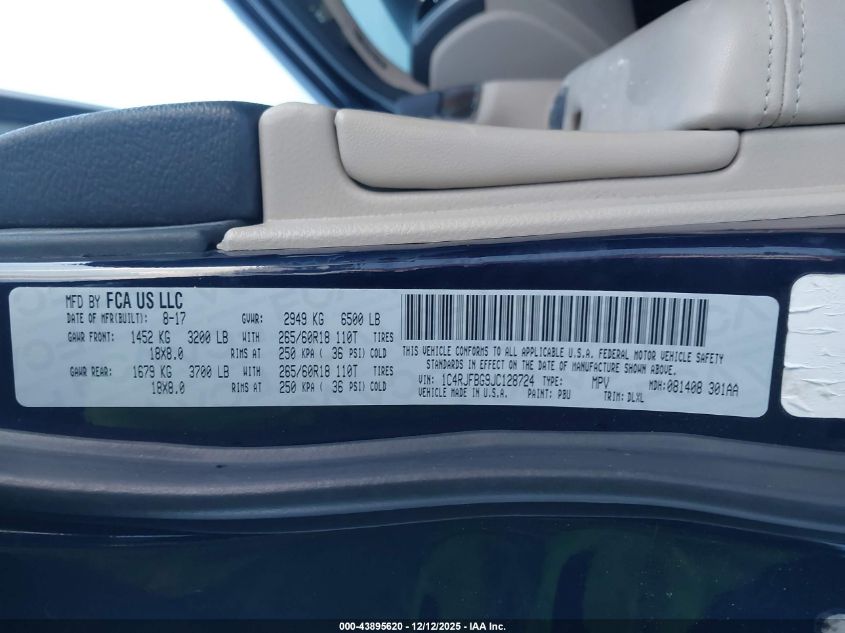 MFD BY FCA US LLC
DATE OF MFR(BUILT): 8-17 GVWR: 2949 KG 6500 LB
GAWR FRONT: 1452 KG 3200 LB WITH 265/60R18 110T TIRES
18X8.0 RIMS AT 250 KPA ( 36 PSI) COLD
GAWR REAR: 1679 KG 3700 LB WITH 265/60R18 110T TIRES
18X8.0 RIMS AT 250 KPA ( 36 PSI) COLD
THIS VEHICLE CONFORMS TO ALL APPLICABLE U.S.A. FEDERAL MOTOR VEHICLE SAFETY
STANDARDS IN EFFECT ON THE DATE OF MANUFACTURE SHOWN ABOVE.
VIN: 1C4RJFBG9JC128724 TYPE: MPV MDH: 081408 301AA
VEHICLE MADE IN U.S.A. PAINT: PBU TRIM: DLXL
000-43895620 - 12/12/2025 - IAA Inc.